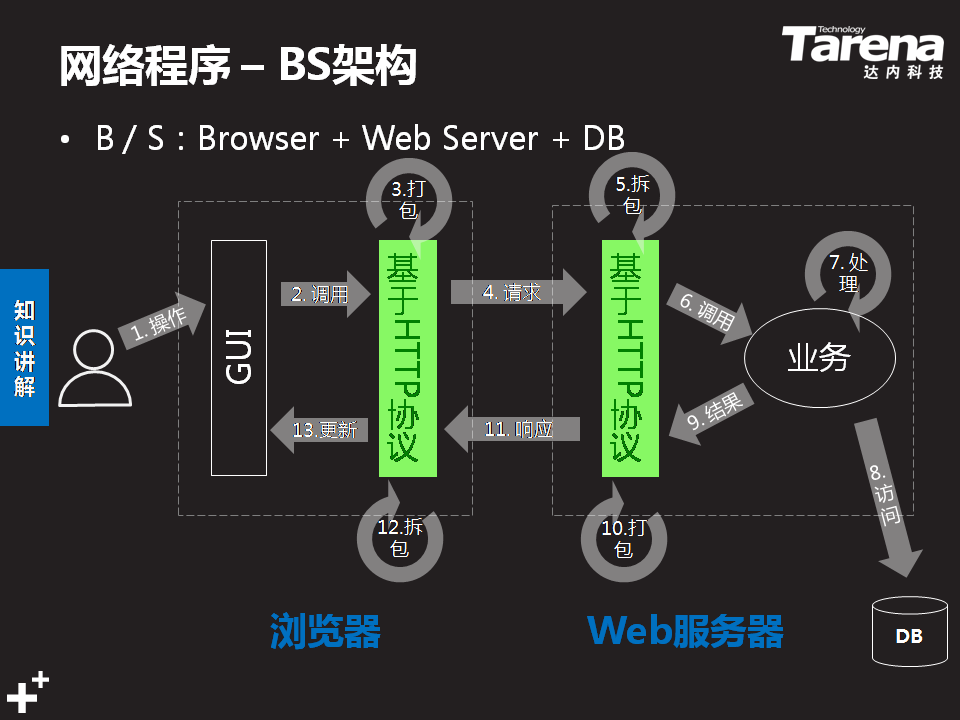 Technology
Tarena
达内科技
网络程序 – BS架构
• B / S：Browser + Web Server + DB
知识讲解
1. 操作
GUI
2. 调用
3.打
包
基于HTTP协议
4. 请求
5.拆
包
基于HTTP协议
6. 调用
7. 处
理
业务
8.
访
问
9. 结果
10.打
包
11. 响应
12.拆
包
13.更新
浏览器
Web服务器
DB